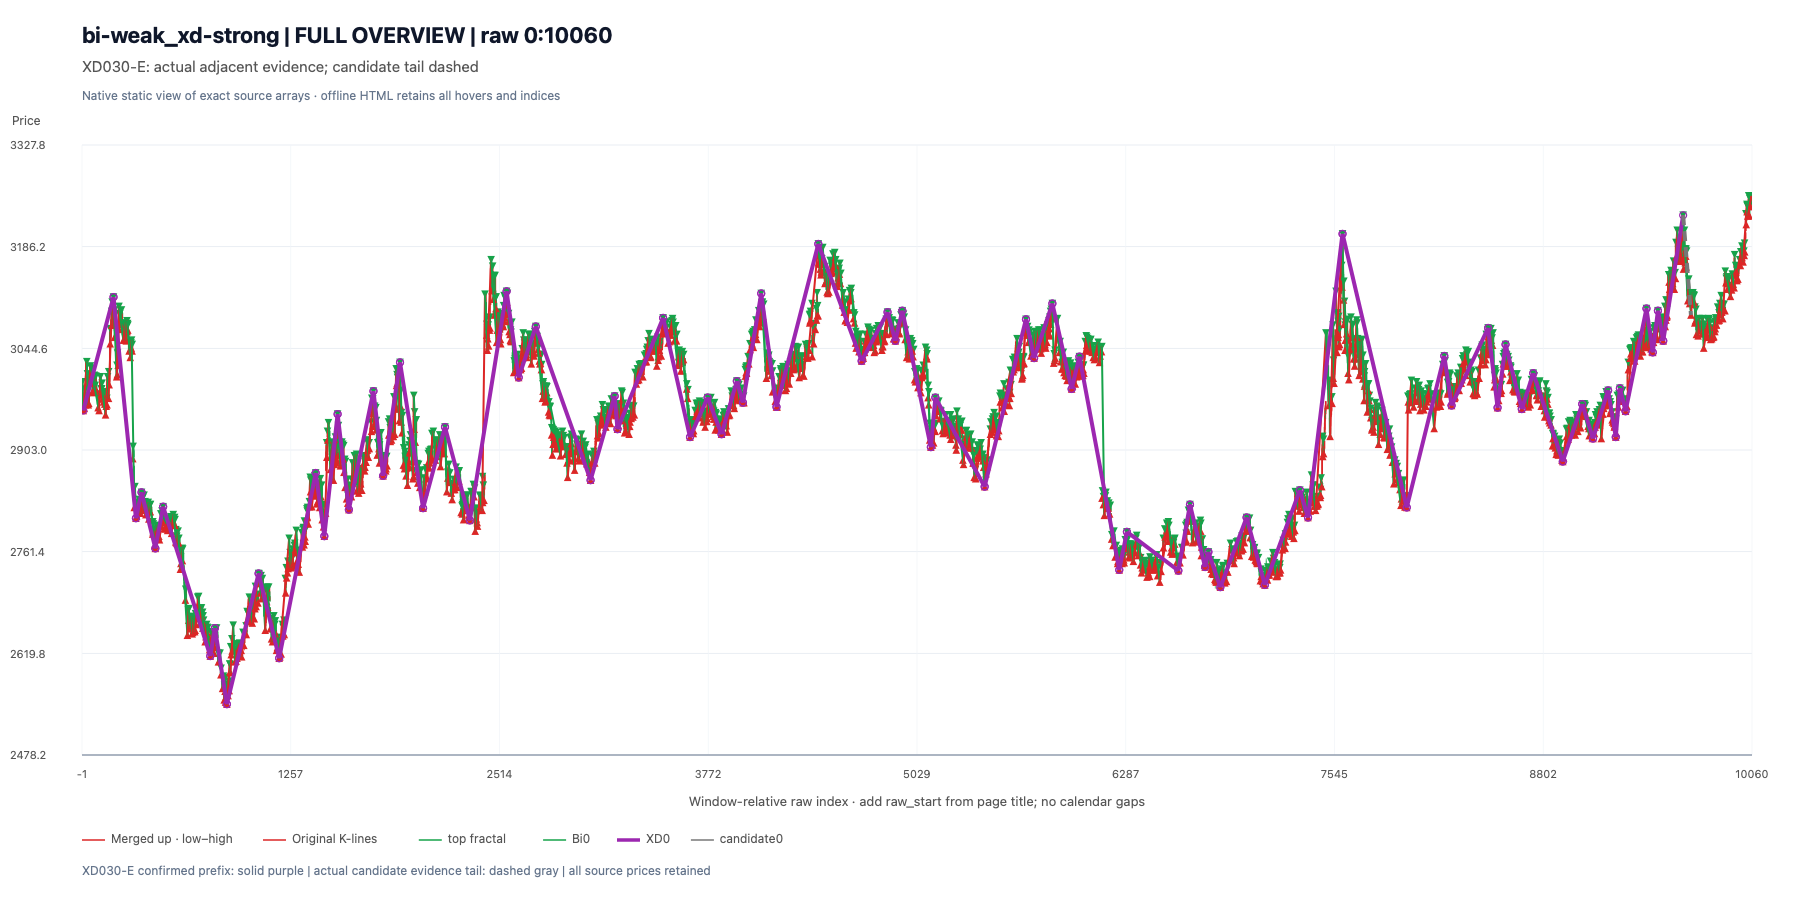 bi-weak_xd-strong | FULL OVERVIEW | raw 0:10060
XD030-E: actual adjacent evidence; candidate tail dashed
Native static view of exact source arrays · offline HTML retains all hovers and indices
Price
3327.8
3186.2
3044.6
2903.0
2761.4
2619.8
2478.2
-1 1257 2514 3772 5029 6287 7545 8802 10060
Window-relative raw index · add raw_start from page title; no calendar gaps
Merged up · low–high Original K-lines top fractal Bi0 XD0 candidate0
XD030-E confirmed prefix: solid purple | actual candidate evidence tail: dashed gray | all source prices retained